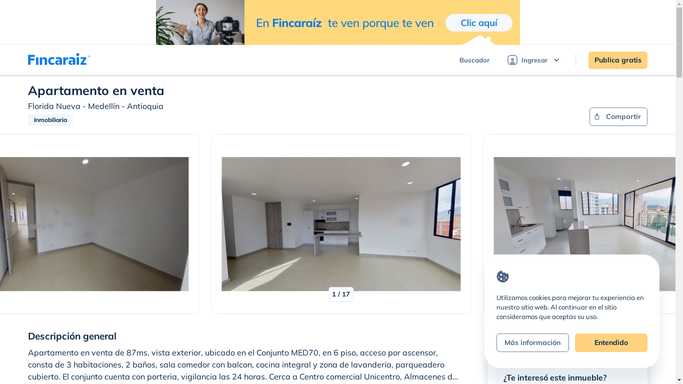 En Fincaraíz te ven porque te ven
Clic aquí
Fincaraiz
Buscador
Ingresar
Publica gratis
Apartamento en venta
Florida Nueva - Medellín - Antioquia
Inmobiliaria
Compartir
1 / 17
Utilizamos cookies para mejorar tu experiencia en
nuestro sitio web. Al continuar en el sitio
consideramos que aceptas su uso.
Más información
Entendido
Descripción general
Apartamento en venta de 87ms, vista exterior, ubicado en el Conjunto MED70, en 6 piso, acceso por ascensor,
consta de 3 habitaciones, 2 baños, sala comedor con balcon, cocina integral y zona de lavanderia, parqueadero
cubierto. El conjunto cuenta con porteria, vigilancia las 24 horas. Cerca a Centro comercial Unicentro, Almacenes d...
¿Te interesó este inmueble?